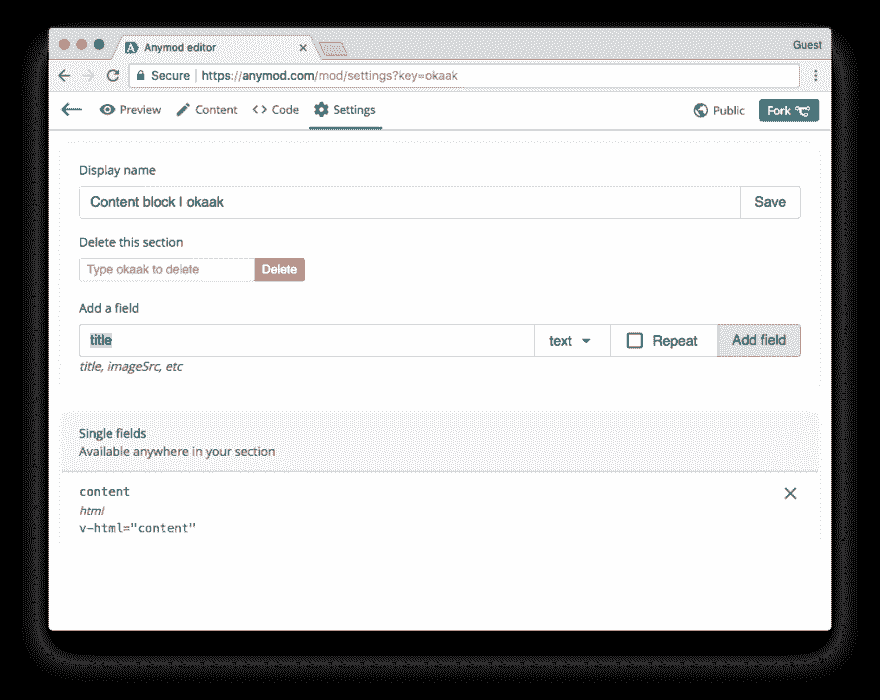 Anymod editor
Guest
Secure https://anymod.com/mod/settings?key=okaak
Preview Content <> Code Settings Public Fork
Display name
Content block | okaak Save
Delete this section
Type okaak to delete Delete
Add a field
title text Repeat Add field
title, imageSrc, etc
Single fields
Available anywhere in your section
content
html
v-html="content"